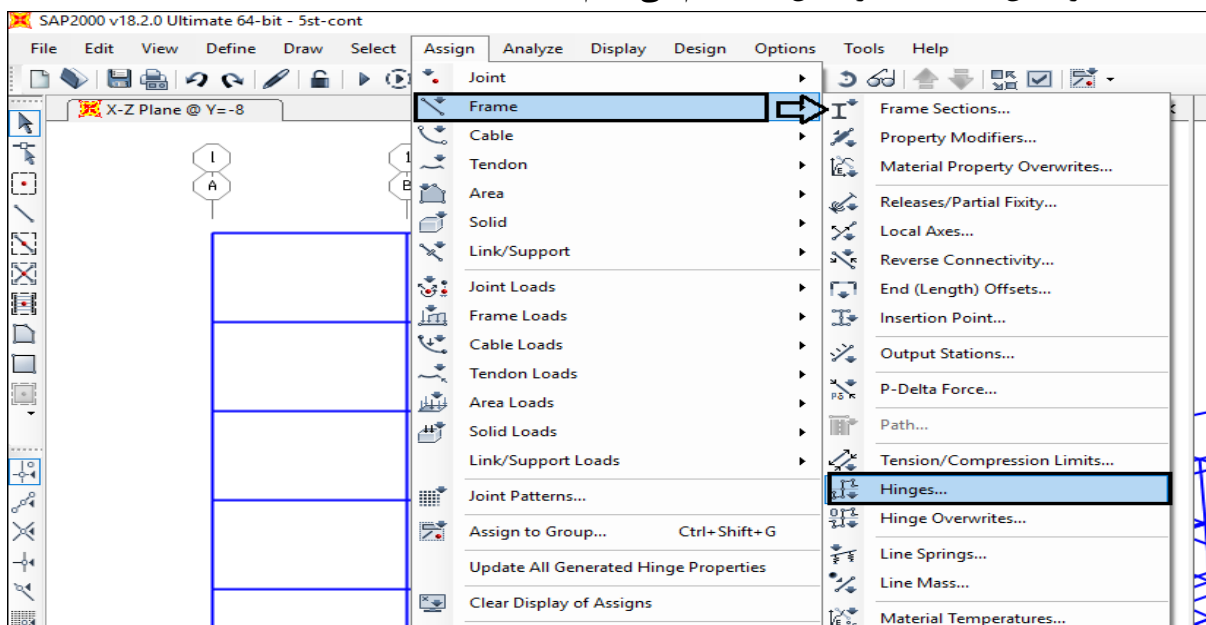 SAP2000 v18.2.0 Ultimate 64-bit - 5st-cont
File Edit View Define Draw Select Assign Analyze Display Design Options Tools Help
X-Z Plane @ Y=-8
1
A
1
B
Joint
Frame
Cable
Tendon
Area
Solid
Link/Support
Joint Loads
Frame Loads
Cable Loads
Tendon Loads
Area Loads
Solid Loads
Link/Support Loads
Joint Patterns...
Assign to Group... Ctrl+Shift+G
Update All Generated Hinge Properties
Clear Display of Assigns
Frame Sections...
Property Modifiers...
Material Property Overwrites...
Releases/Partial Fixity...
Local Axes...
Reverse Connectivity...
End (Length) Offsets...
Insertion Point...
Output Stations...
P-Delta Force...
Path...
Tension/Compression Limits...
Hinges...
Hinge Overwrites...
Line Springs...
Line Mass...
Material Temperatures...